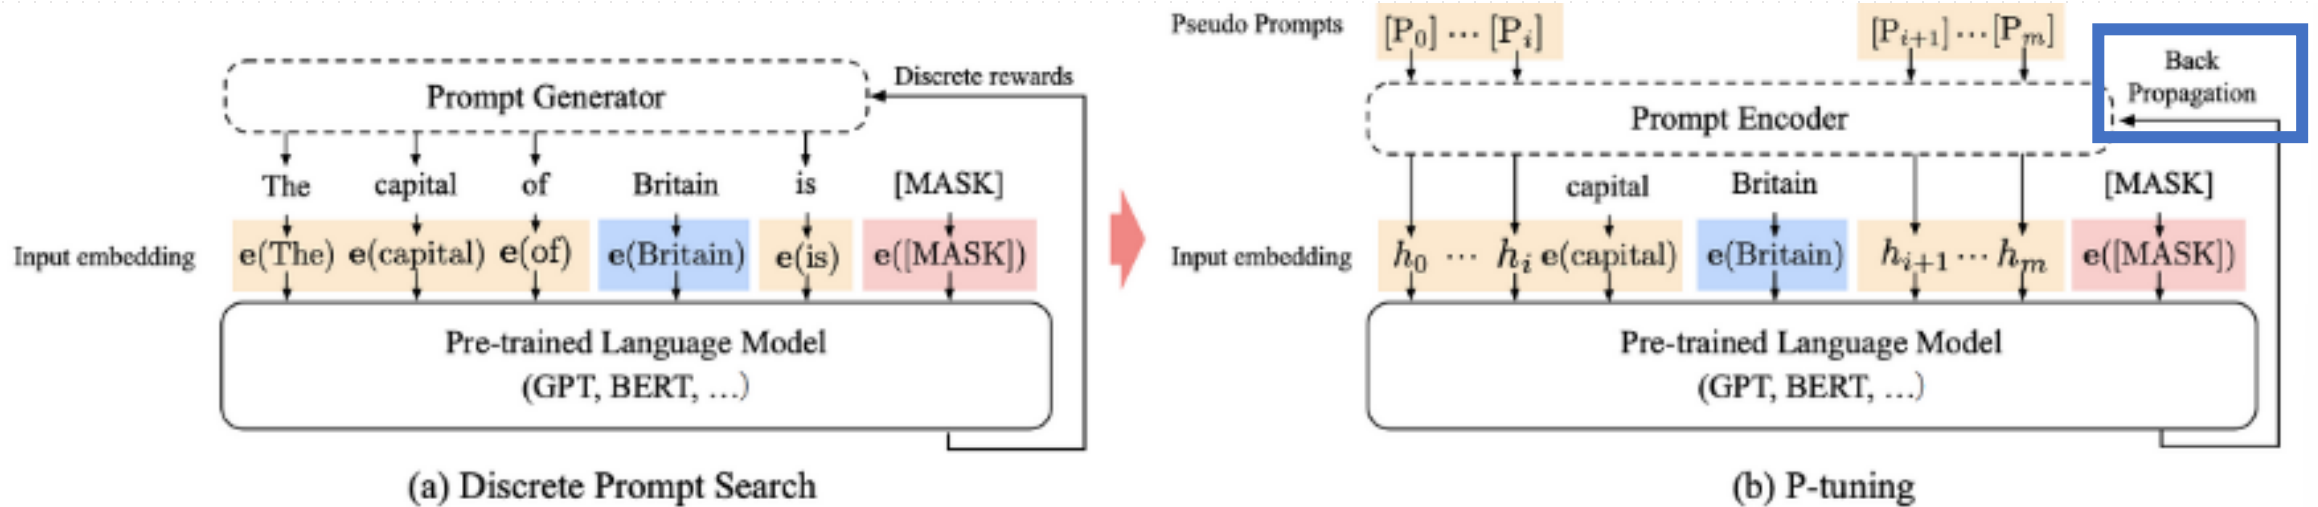 Discrete rewards
Prompt Generator
The capital of Britain is [MASK]
Input embedding e(The) e(capital) e(of) e(Britain) e(is) e([MASK])
Pre-trained Language Model
(GPT, BERT, …)
(a) Discrete Prompt Search
Pseudo Prompts [P₀] ⋯ [Pᵢ] [Pᵢ₊₁] ⋯ [Pₘ]
Back
Propagation
Prompt Encoder
capital Britain [MASK]
Input embedding h₀ ⋯ hᵢ e(capital) e(Britain) hᵢ₊₁ ⋯ hₘ e([MASK])
Pre-trained Language Model
(GPT, BERT, …)
(b) P-tuning